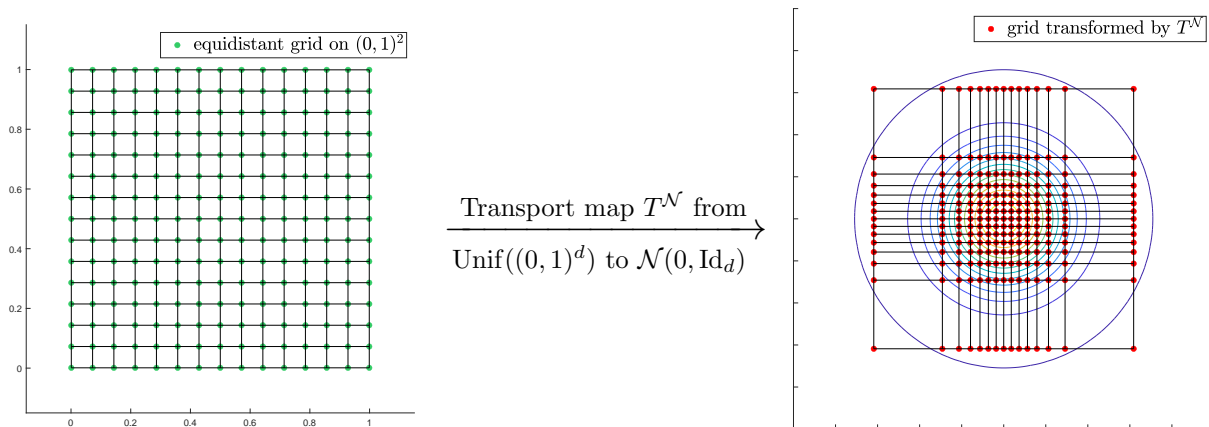 equidistant grid on $(0,1)^2$
1
0.8
0.6
0.4
0.2
0
0 0.2 0.4 0.6 0.8 1
Transport map $T^{\mathcal{N}}$ from
$\mathrm{Unif}((0,1)^d)$ to $\mathcal{N}(0,\mathrm{Id}_d)$
grid transformed by $T^{\mathcal{N}}$